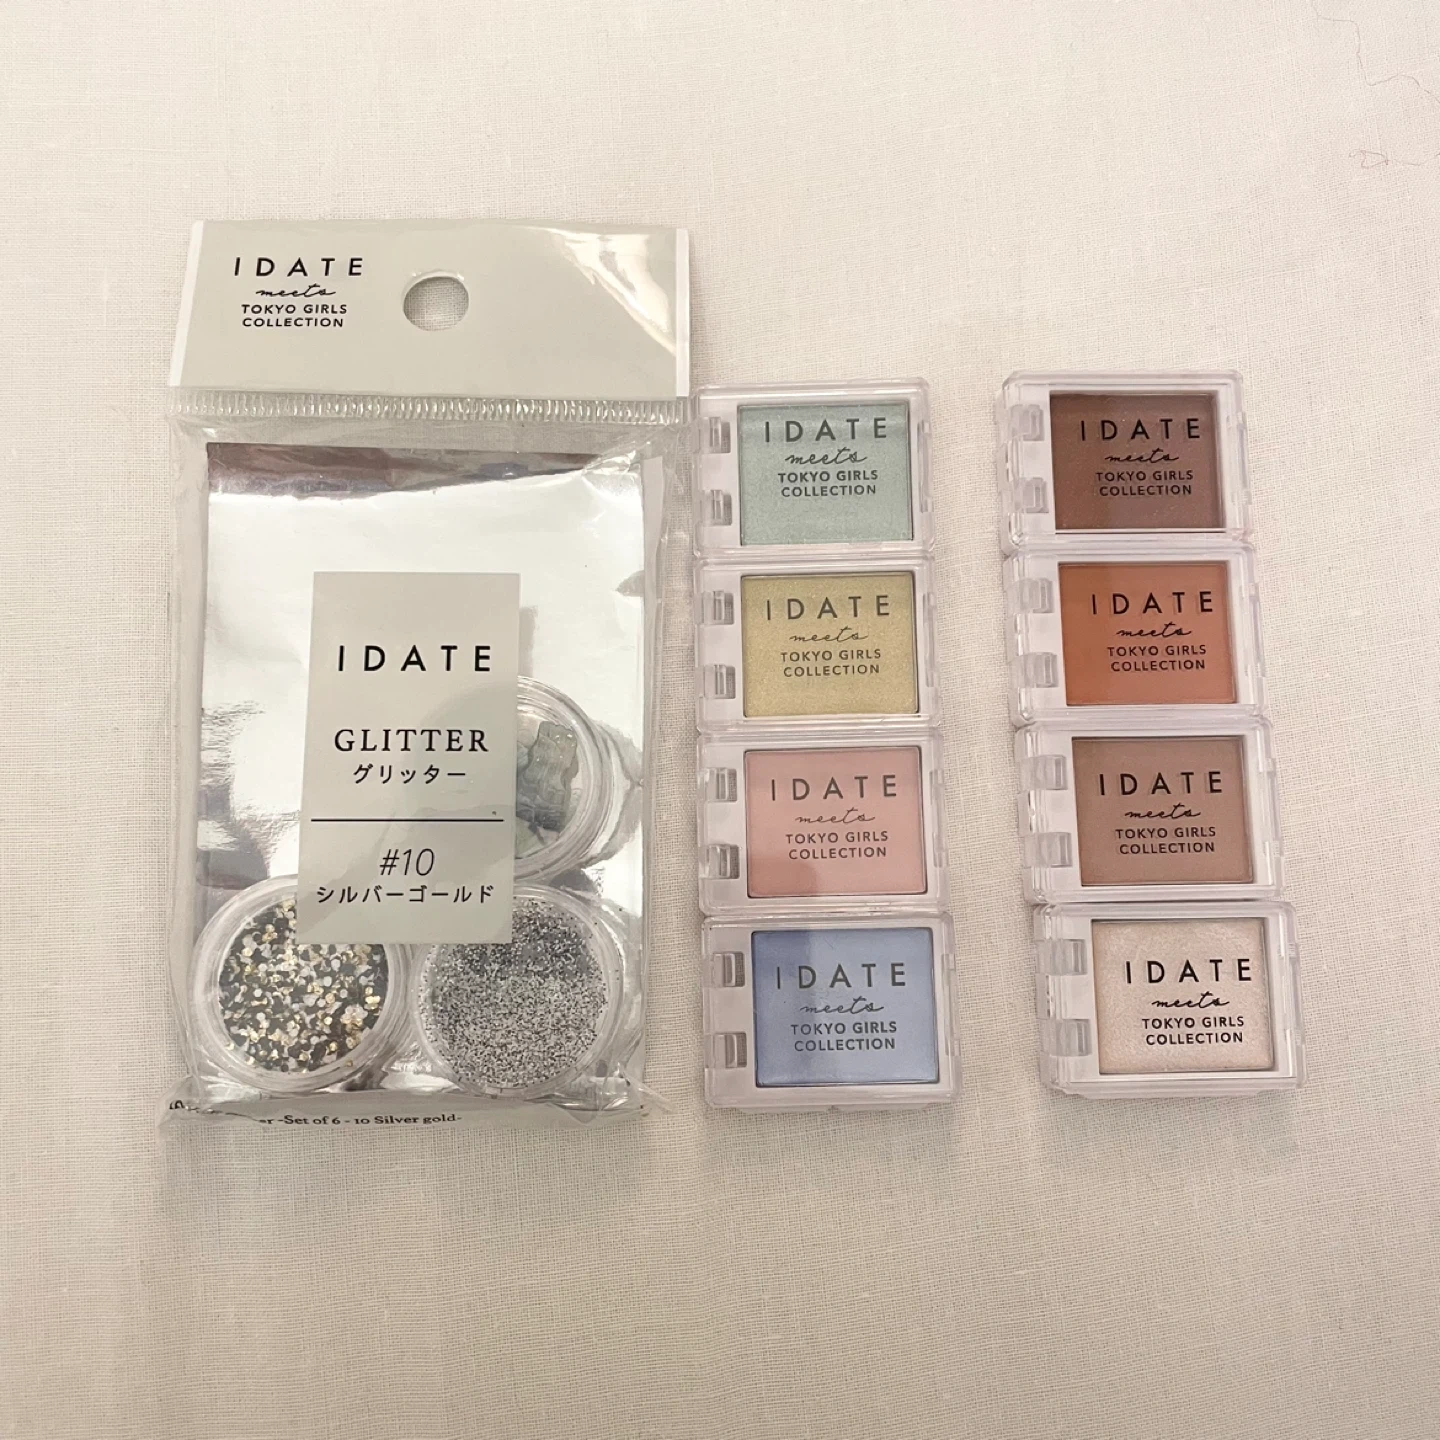 IDATE
meets
TOKYO GIRLS
COLLECTION
IDATE
GLITTER
グリッター
#10
シルバーゴールド
-Set of 6 - 10 Silver gold-
IDATE
meets
TOKYO GIRLS
COLLECTION
IDATE
meets
TOKYO GIRLS
COLLECTION
IDATE
meets
TOKYO GIRLS
COLLECTION
IDATE
meets
TOKYO GIRLS
COLLECTION
IDATE
meets
TOKYO GIRLS
COLLECTION
IDATE
meets
TOKYO GIRLS
COLLECTION
IDATE
meets
TOKYO GIRLS
COLLECTION
IDATE
meets
TOKYO GIRLS
COLLECTION